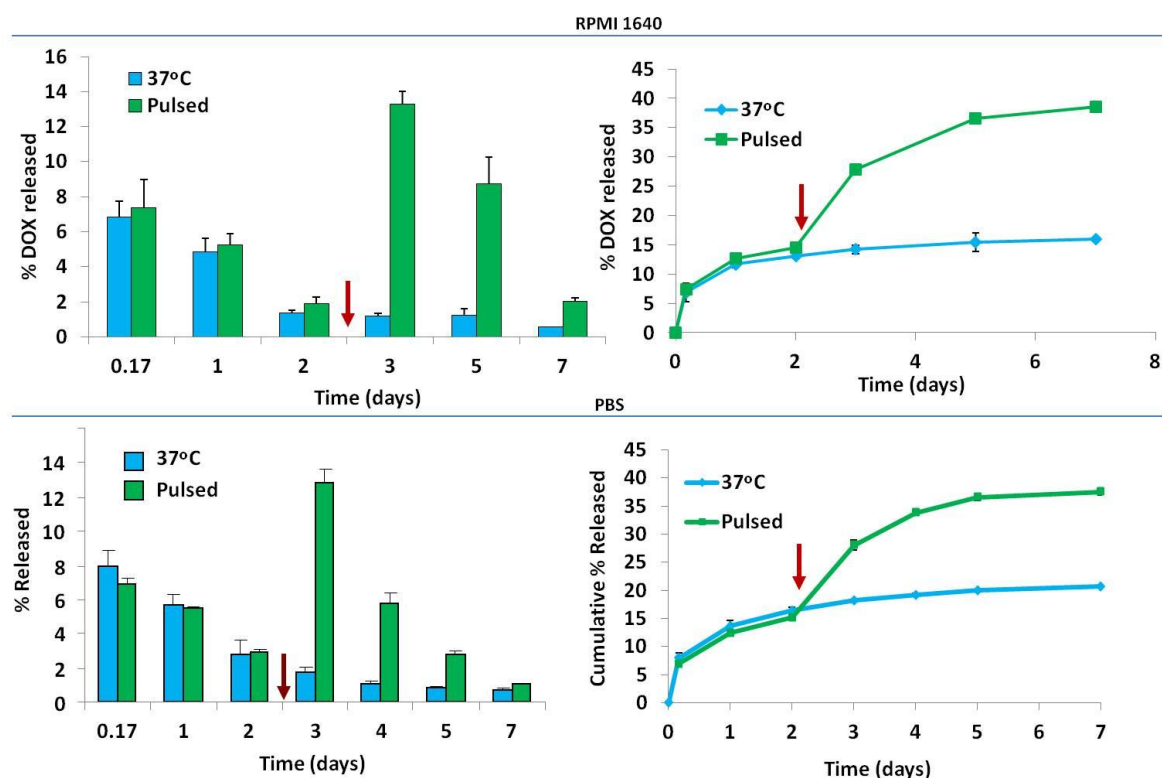 RPMI 1640
% DOX released
16
14
12
10
8
6
4
2
0
37°C
Pulsed
0.17 1 2 3 5 7
Time (days)
% DOX released
45
40
35
30
25
20
15
10
5
0
37°C
Pulsed
0 2 4 6 8
Time (days)
PBS
% Released
14
12
10
8
6
4
2
0
37°C
Pulsed
0.17 1 2 3 4 5 7
Time (days)
Cumulative % Released
45
40
35
30
25
20
15
10
5
0
37°C
Pulsed
0 1 2 3 4 5 6 7
Time (days)